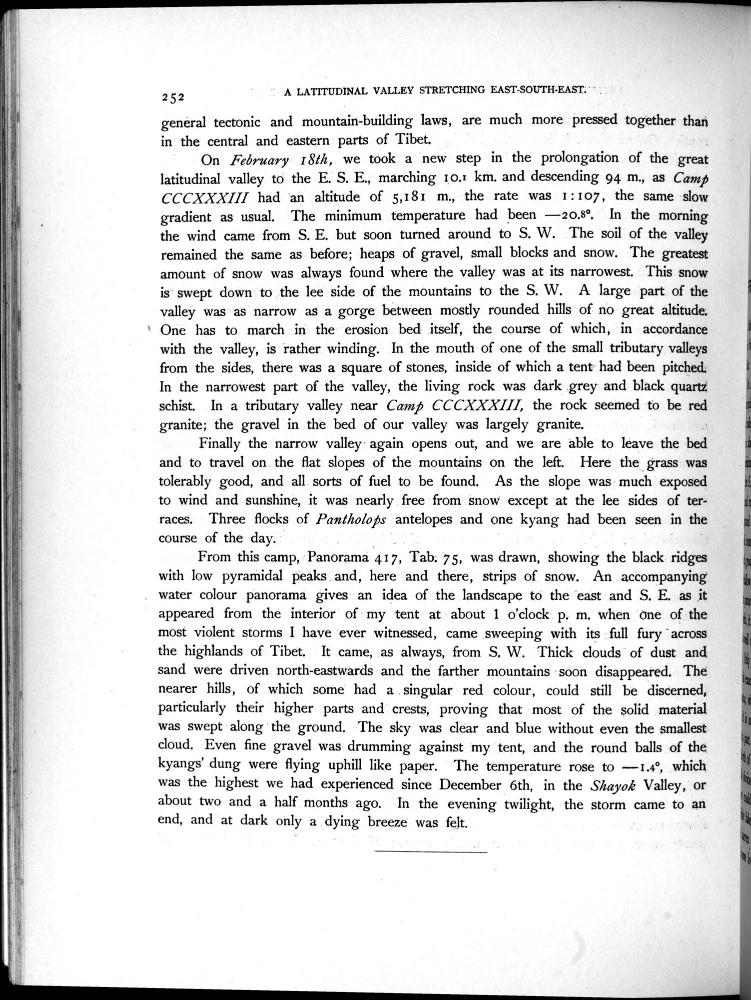 252
A LATITUDINAL VALLEY STRETCHING EAST-SOUTH-EAST.
general tectonic and mountain-building laws, are much more pressed together than
in the central and eastern parts of Tibet.
On February 18th, we took a new step in the prolongation of the great
latitudinal valley to the E. S. E., marching 10.1 km. and descending 94 m., as Camp
CCCXXXIII had an altitude of 5,181 m., the rate was 1:107, the same slow
gradient as usual. The minimum temperature had been —20.8°. In the morning
the wind came from S. E. but soon turned around to S. W. The soil of the valley
remained the same as before; heaps of gravel, small blocks and snow. The greatest
amount of snow was always found where the valley was at its narrowest. This snow
is swept down to the lee side of the mountains to the S. W. A large part of the
valley was as narrow as a gorge between mostly rounded hills of no great altitude.
One has to march in the erosion bed itself, the course of which, in accordance
with the valley, is rather winding. In the mouth of one of the small tributary valleys
from the sides, there was a square of stones, inside of which a tent had been pitched.
In the narrowest part of the valley, the living rock was dark grey and black quartz
schist. In a tributary valley near Camp CCCXXXIII, the rock seemed to be red
granite; the gravel in the bed of our valley was largely granite.
Finally the narrow valley again opens out, and we are able to leave the bed
and to travel on the flat slopes of the mountains on the left. Here the grass was
tolerably good, and all sorts of fuel to be found. As the slope was much exposed
to wind and sunshine, it was nearly free from snow except at the lee sides of ter-
races. Three flocks of Pantholops antelopes and one kyang had been seen in the
course of the day.
From this camp, Panorama 417, Tab. 75, was drawn, showing the black ridges
with low pyramidal peaks and, here and there, strips of snow. An accompanying
water colour panorama gives an idea of the landscape to the east and S. E. as it
appeared from the interior of my tent at about 1 o'clock p. m. when one of the
most violent storms I have ever witnessed, came sweeping with its full fury across
the highlands of Tibet. It came, as always, from S. W. Thick clouds of dust and
sand were driven north-eastwards and the farther mountains soon disappeared. The
nearer hills, of which some had a singular red colour, could still be discerned,
particularly their higher parts and crests, proving that most of the solid material
was swept along the ground. The sky was clear and blue without even the smallest
cloud. Even fine gravel was drumming against my tent, and the round balls of the
kyangs' dung were flying uphill like paper. The temperature rose to —1.4°, which
was the highest we had experienced since December 6th, in the Shayok Valley, or
about two and a half months ago. In the evening twilight, the storm came to an
end, and at dark only a dying breeze was felt.